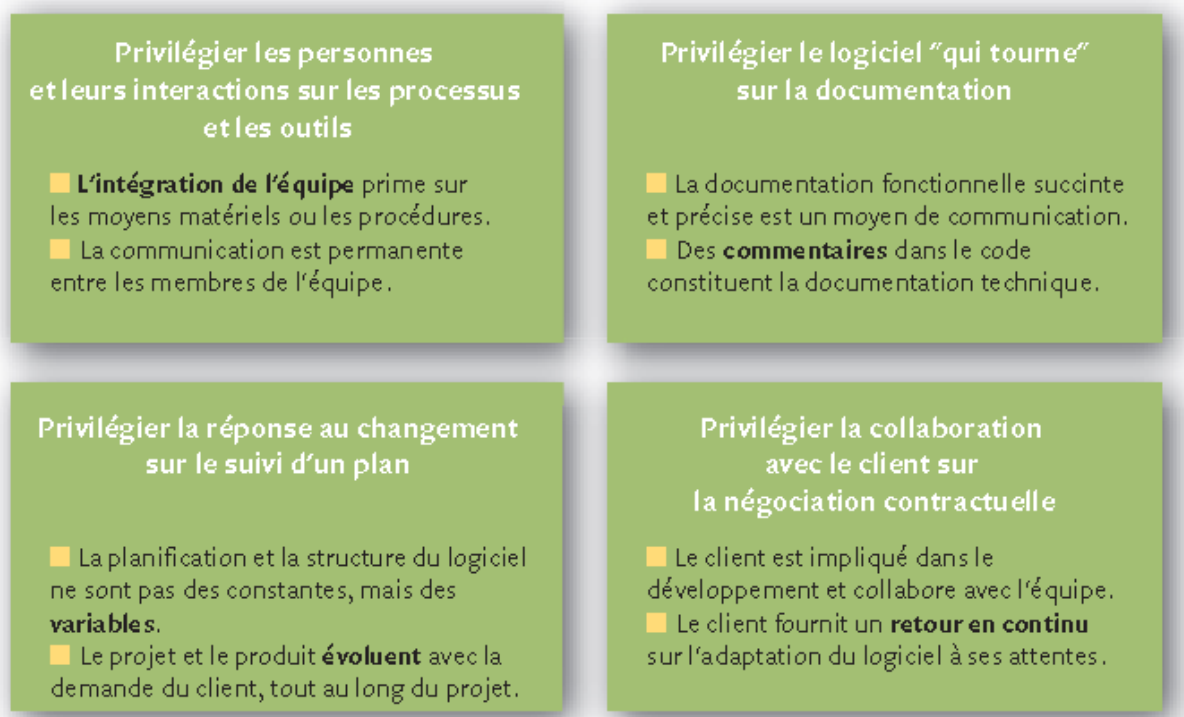 Privilégier les personnes
et leurs interactions sur les processus
et les outils
■ L'intégration de l'équipe prime sur
les moyens matériels ou les procédures.
■ La communication est permanente
entre les membres de l'équipe.
Privilégier le logiciel "qui tourne"
sur la documentation
■ La documentation fonctionnelle succinte
et précise est un moyen de communication.
■ Des commentaires dans le code
constituent la documentation technique.
Privilégier la réponse au changement
sur le suivi d'un plan
■ La planification et la structure du logiciel
ne sont pas des constantes, mais des
variables.
■ Le projet et le produit évoluent avec la
demande du client, tout au long du projet.
Privilégier la collaboration
avec le client sur
la négociation contractuelle
■ Le client est impliqué dans le
développement et collabore avec l'équipe.
■ Le client fournit un retour en continu
sur l'adaptation du logiciel à ses attentes.